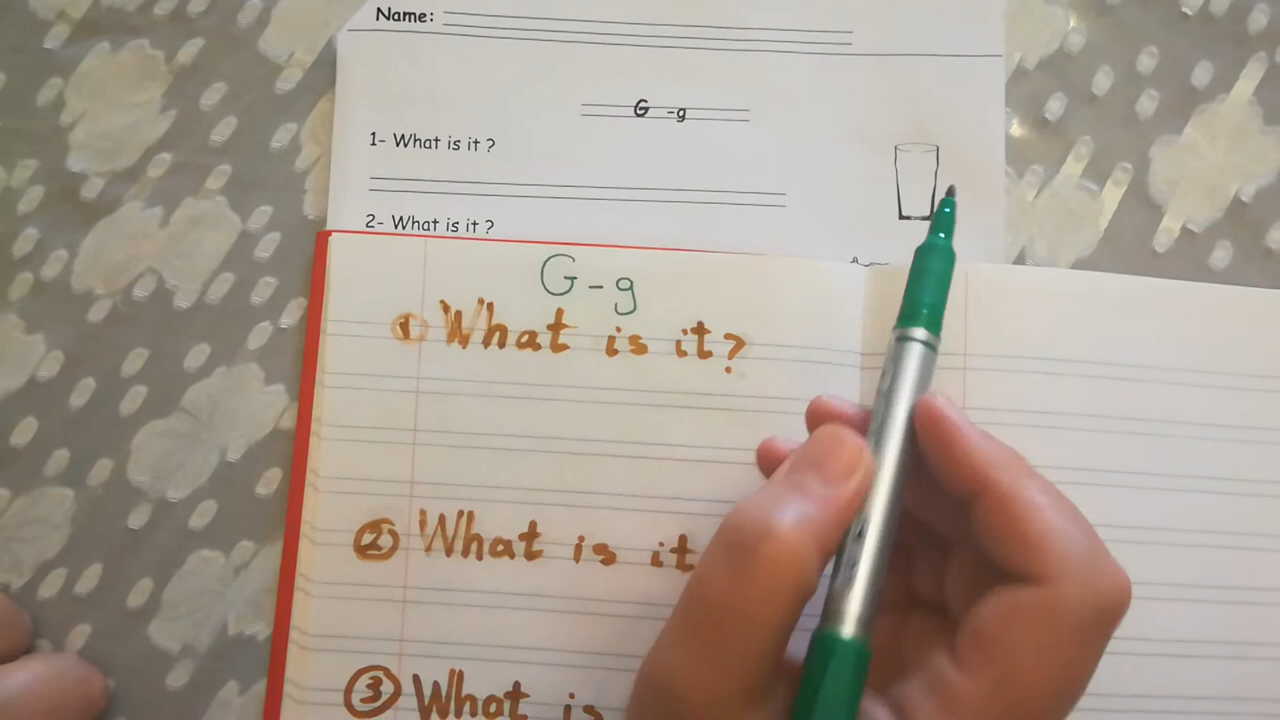 Name:
G -g
1- What is it ?
2- What is it ?
G-g
① What is it?
② What is it
③ What is